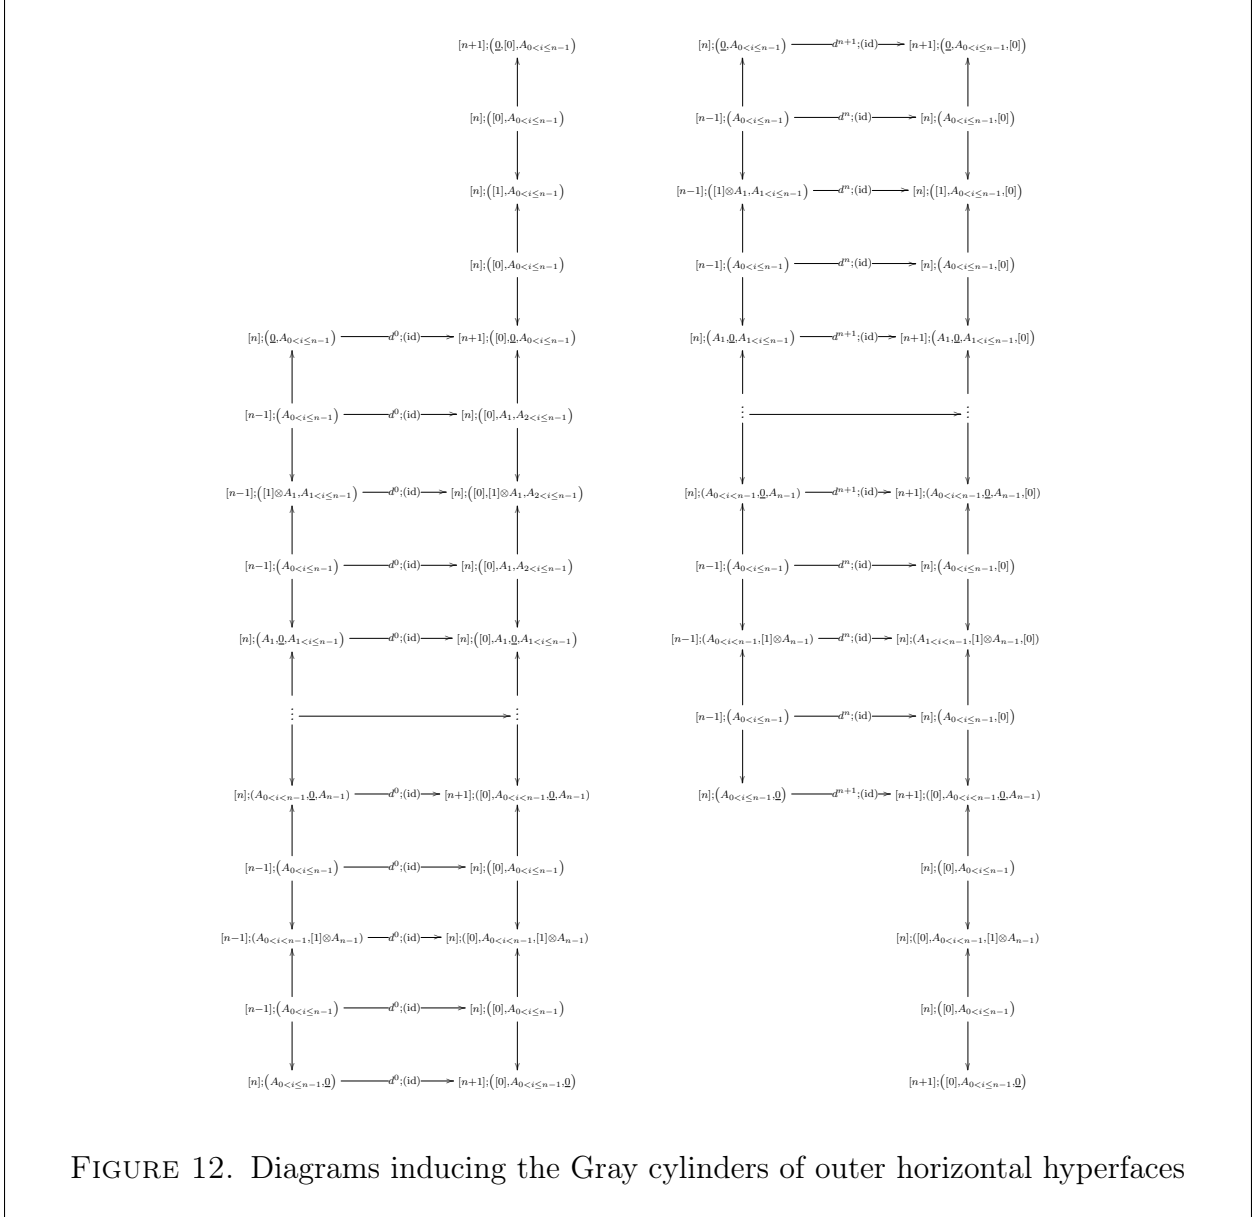 [n+1];(0,[0],A_{0<i≤n−1}) [n];(0,A_{0<i≤n−1}) d^{n+1};(id) [n+1];(0,A_{0<i≤n−1},[0])
[n];([0],A_{0<i≤n−1}) [n−1];(A_{0<i≤n−1}) d^n;(id) [n];(A_{0<i≤n−1},[0])
[n];([1],A_{0<i≤n−1}) [n−1];([1]⊗A_1,A_{1<i≤n−1}) d^n;(id) [n];([1],A_{0<i≤n−1},[0])
[n];([0],A_{0<i≤n−1}) [n−1];(A_{0<i≤n−1}) d^n;(id) [n];(A_{0<i≤n−1},[0])
[n];(0,A_{0<i≤n−1}) d^0;(id) [n+1];([0],0,A_{0<i≤n−1}) [n];(A_1,0,A_{1<i≤n−1}) d^{n+1};(id) [n+1];(A_1,0,A_{1<i≤n−1},[0])
[n−1];(A_{0<i≤n−1}) d^0;(id) [n];([0],A_1,A_{2<i≤n−1}) ⋮ ⋮
[n−1];([1]⊗A_1,A_{1<i≤n−1}) d^0;(id) [n];([0],[1]⊗A_1,A_{2<i≤n−1}) [n];(A_{0<i<n−1},0,A_{n−1}) d^{n+1};(id) [n+1];(A_{0<i<n−1},0,A_{n−1},[0])
[n−1];(A_{0<i≤n−1}) d^0;(id) [n];([0],A_1,A_{2<i≤n−1}) [n−1];(A_{0<i≤n−1}) d^n;(id) [n];(A_{0<i≤n−1},[0])
[n];(A_1,0,A_{1<i≤n−1}) d^0;(id) [n];([0],A_1,0,A_{1<i≤n−1}) [n−1];(A_{0<i<n−1},[1]⊗A_{n−1}) d^n;(id) [n];(A_{1<i<n−1},[1]⊗A_{n−1},[0])
⋮ ⋮ [n−1];(A_{0<i≤n−1}) d^n;(id) [n];(A_{0<i≤n−1},[0])
[n];(A_{0<i<n−1},0,A_{n−1}) d^0;(id) [n+1];([0],A_{0<i<n−1},0,A_{n−1}) [n];(A_{0<i≤n−1},0) d^{n+1};(id) [n+1];([0],A_{0<i<n−1},0,A_{n−1})
[n−1];(A_{0<i≤n−1}) d^0;(id) [n];([0],A_{0<i≤n−1}) [n];([0],A_{0<i≤n−1})
[n−1];(A_{0<i<n−1},[1]⊗A_{n−1}) d^0;(id) [n];([0],A_{0<i<n−1},[1]⊗A_{n−1}) [n];([0],A_{0<i<n−1},[1]⊗A_{n−1})
[n−1];(A_{0<i≤n−1}) d^0;(id) [n];([0],A_{0<i≤n−1}) [n];([0],A_{0<i≤n−1})
[n];(A_{0<i≤n−1},0) d^0;(id) [n+1];([0],A_{0<i≤n−1},0) [n+1];([0],A_{0<i≤n−1},0)
FIGURE 12. Diagrams inducing the Gray cylinders of outer horizontal hyperfaces